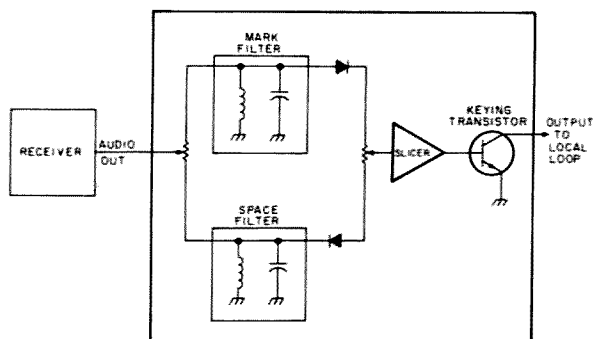 MARK
FILTER
RECEIVER
AUDIO
OUT
SLICER
KEYING
TRANSISTOR
OUTPUT
TO
LOCAL
LOOP
SPACE
FILTER